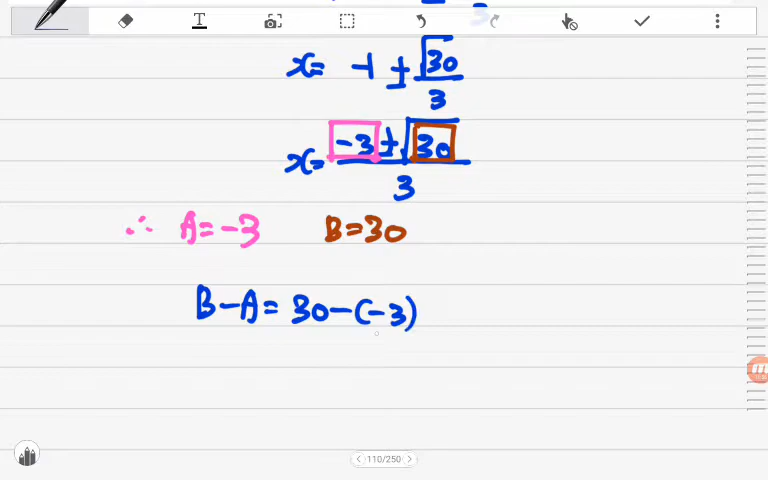 T
x= -1 ± √30/3
x= -3 ± √30/3
∴ A=-3 B=30
B-A= 30-(-3)
110/250